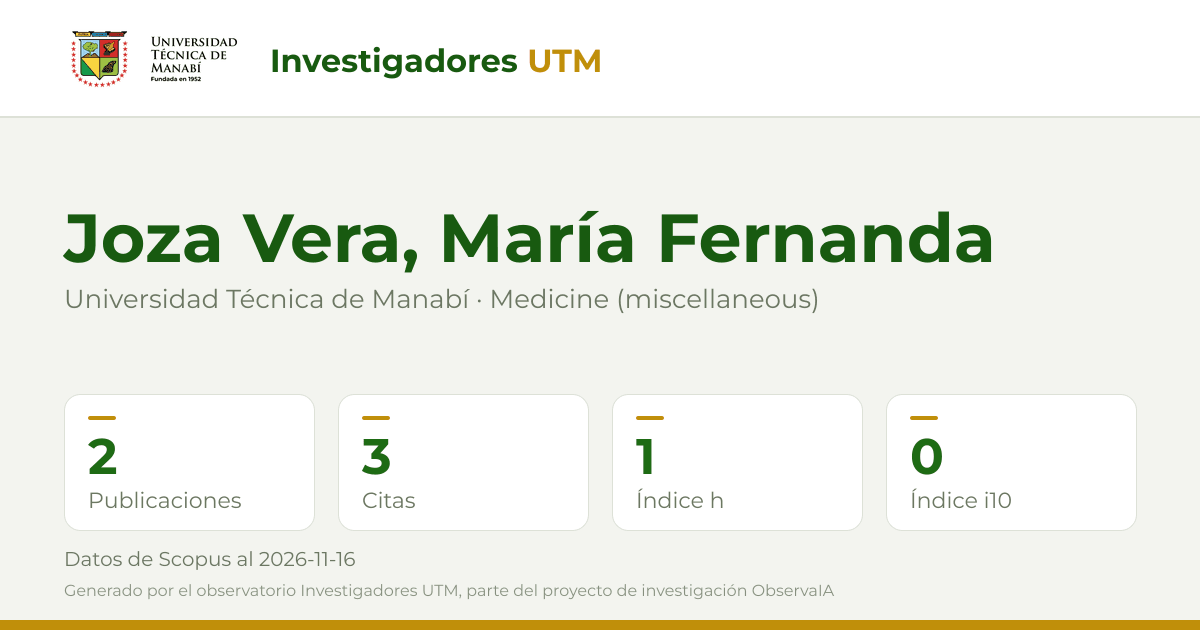 UNIVERSIDAD
TÉCNICA DE
MANABÍ
Fundada en 1952
Investigadores UTM
Joza Vera, María Fernanda
Universidad Técnica de Manabí · Medicine (miscellaneous)
2
Publicaciones
3
Citas
1
Índice h
0
Índice i10
Datos de Scopus al 2026-11-16
Generado por el observatorio Investigadores UTM, parte del proyecto de investigación ObservaIA